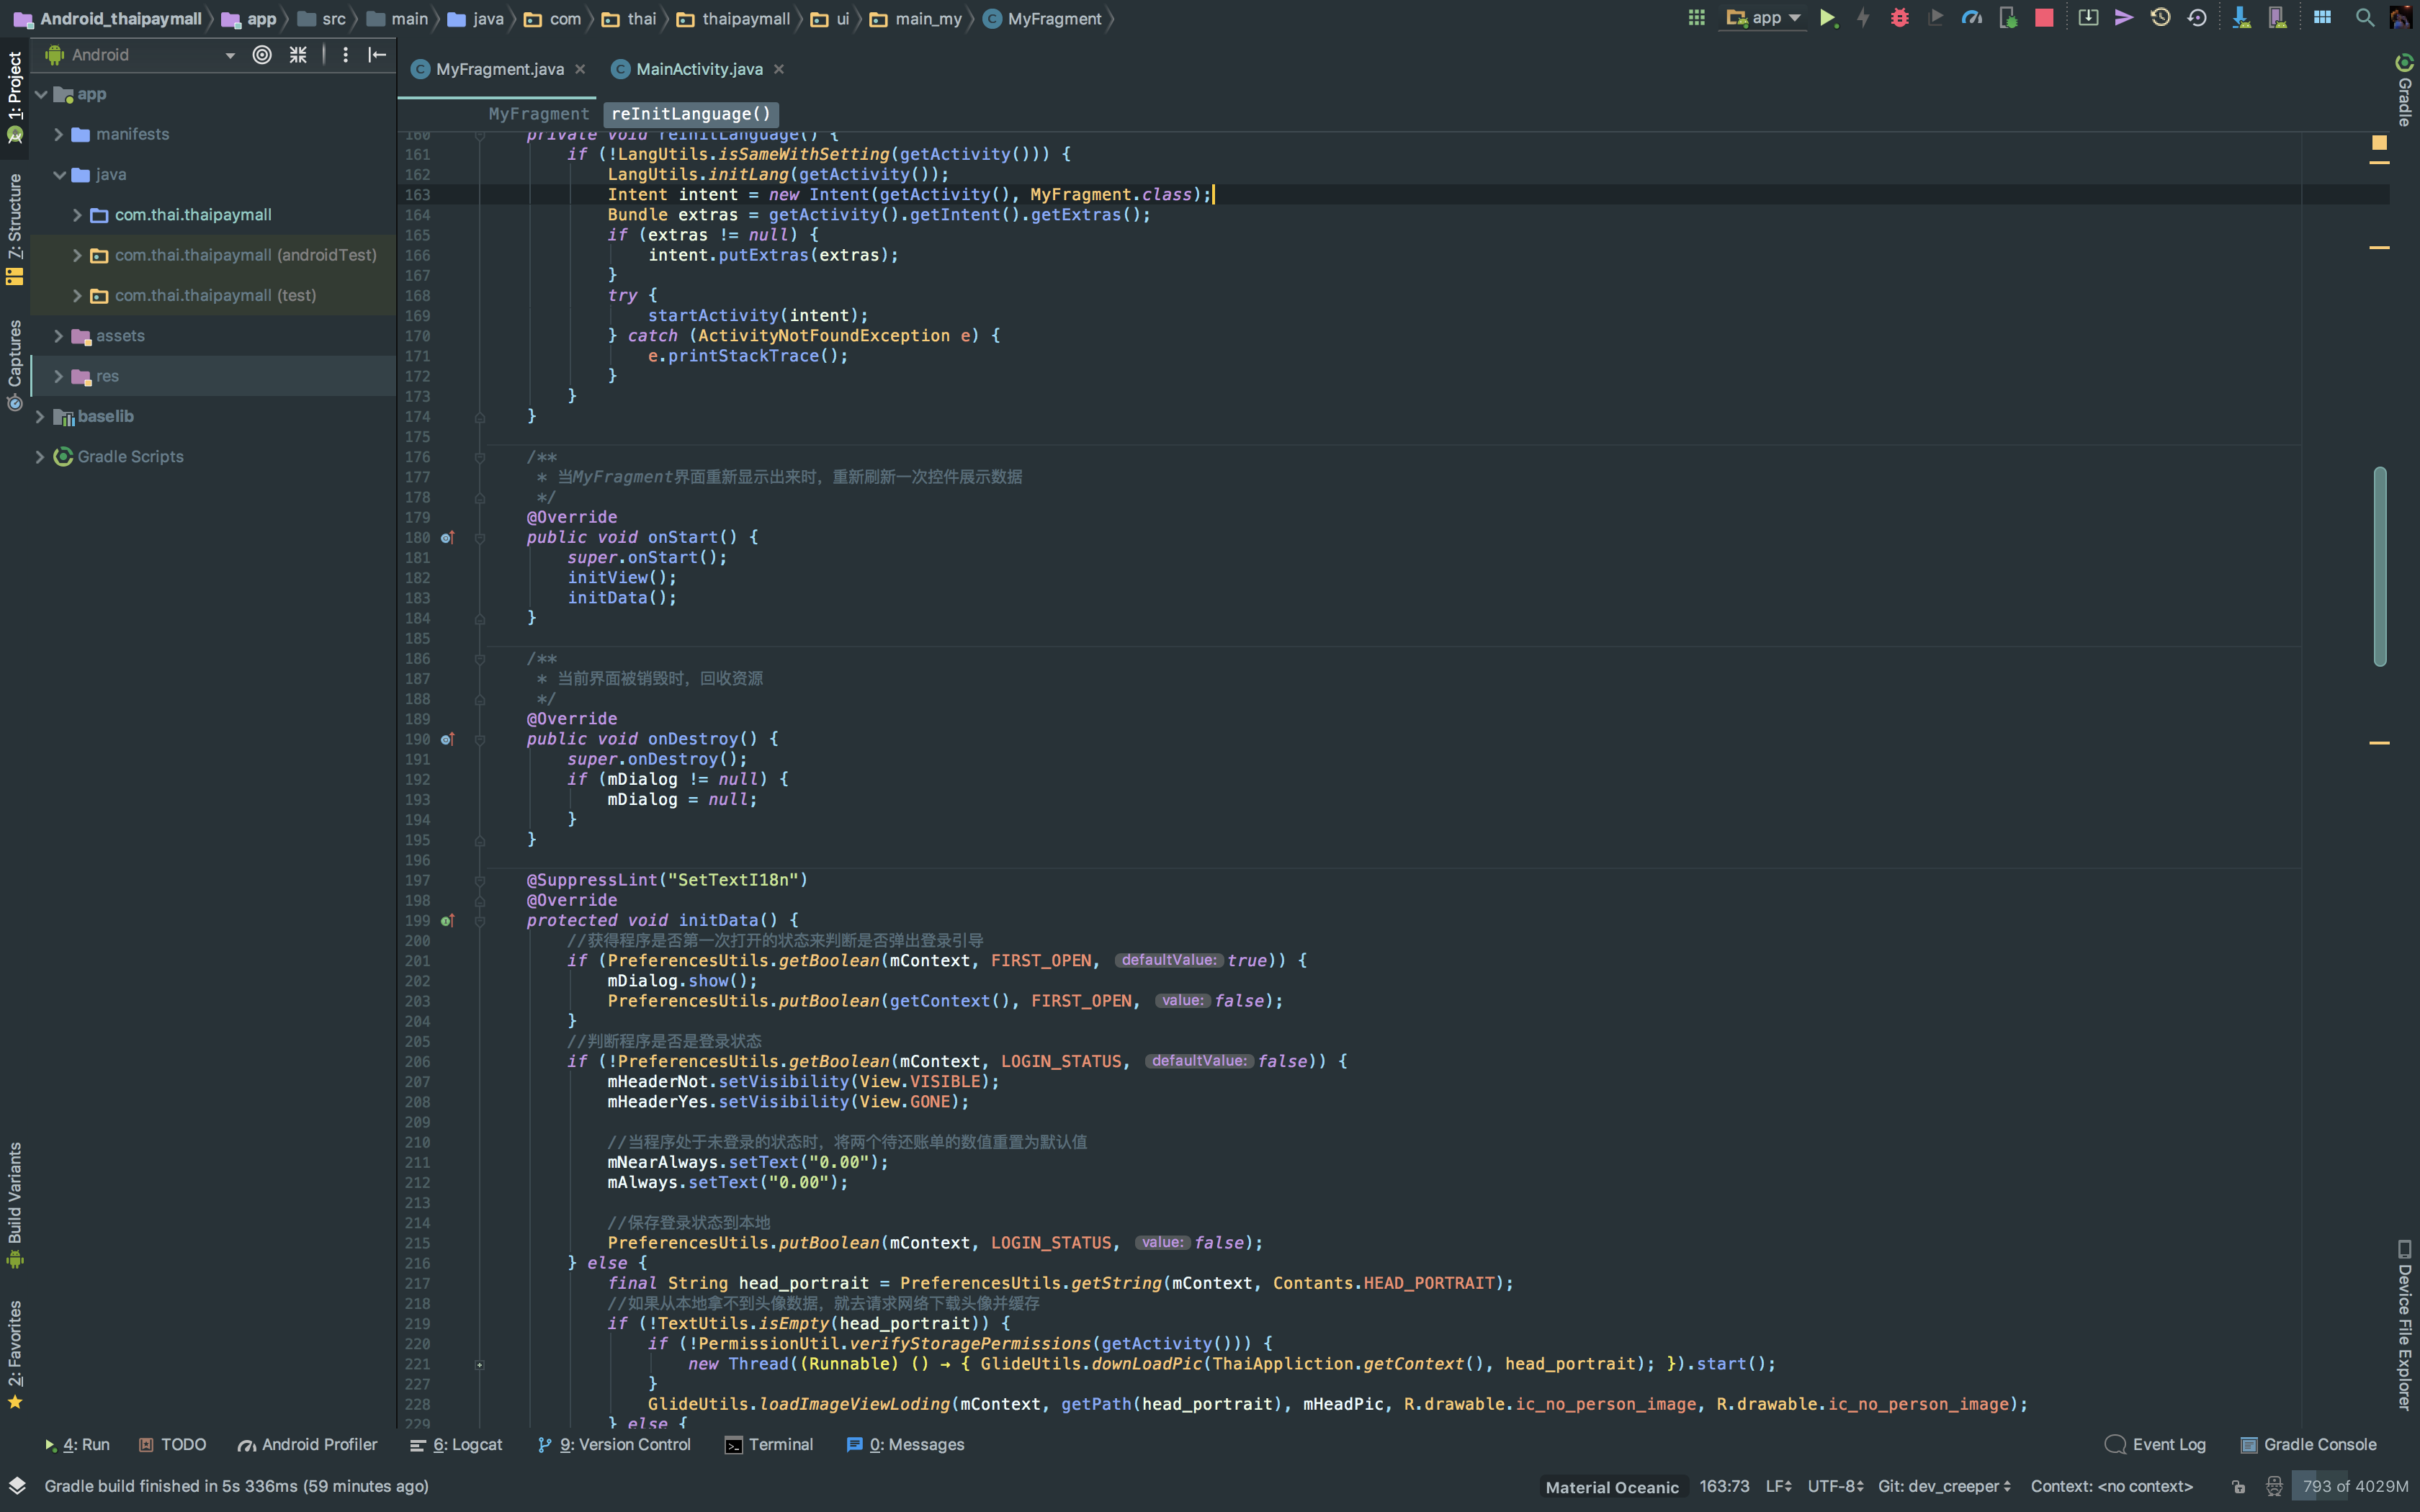 Android_thaipaymall app src main java com thai thaipaymall ui main_my MyFragment
app
Android
1: Project
7: Structure
Captures
Build Variants
2: Favorites
app
manifests
java
com.thai.thaipaymall
com.thai.thaipaymall (androidTest)
com.thai.thaipaymall (test)
assets
res
baselib
Gradle Scripts
MyFragment.java
MainActivity.java
MyFragment reInitLanguage()
160 private void reInitLanguage() {
161 if (!LangUtils.isSameWithSetting(getActivity())) {
162 LangUtils.initLang(getActivity());
163 Intent intent = new Intent(getActivity(), MyFragment.class);
164 Bundle extras = getActivity().getIntent().getExtras();
165 if (extras != null) {
166 intent.putExtras(extras);
167 }
168 try {
169 startActivity(intent);
170 } catch (ActivityNotFoundException e) {
171 e.printStackTrace();
172 }
173 }
174 }
175
176 /**
177 * 当MyFragment界面重新显示出来时，重新刷新一次控件展示数据
178 */
179 @Override
180 public void onStart() {
181 super.onStart();
182 initView();
183 initData();
184 }
185
186 /**
187 * 当前界面被销毁时，回收资源
188 */
189 @Override
190 public void onDestroy() {
191 super.onDestroy();
192 if (mDialog != null) {
193 mDialog = null;
194 }
195 }
196
197 @SuppressLint("SetTextI18n")
198 @Override
199 protected void initData() {
200 //获得程序是否第一次打开的状态来判断是否弹出登录引导
201 if (PreferencesUtils.getBoolean(mContext, FIRST_OPEN, defaultValue: true)) {
202 mDialog.show();
203 PreferencesUtils.putBoolean(getContext(), FIRST_OPEN, value: false);
204 }
205 //判断程序是否是登录状态
206 if (!PreferencesUtils.getBoolean(mContext, LOGIN_STATUS, defaultValue: false)) {
207 mHeaderNot.setVisibility(View.VISIBLE);
208 mHeaderYes.setVisibility(View.GONE);
209
210 //当程序处于未登录的状态时，将两个待还账单的数值重置为默认值
211 mNearAlways.setText("0.00");
212 mAlways.setText("0.00");
213
214 //保存登录状态到本地
215 PreferencesUtils.putBoolean(mContext, LOGIN_STATUS, value: false);
216 } else {
217 final String head_portrait = PreferencesUtils.getString(mContext, Contants.HEAD_PORTRAIT);
218 //如果从本地拿不到头像数据，就去请求网络下载头像并缓存
219 if (!TextUtils.isEmpty(head_portrait)) {
220 if (!PermissionUtil.verifyStoragePermissions(getActivity())) {
221 new Thread((Runnable) () → { GlideUtils.downLoadPic(ThaiAppliction.getContext(), head_portrait); }).start();
227 }
228 GlideUtils.loadImageViewLoding(mContext, getPath(head_portrait), mHeadPic, R.drawable.ic_no_person_image, R.drawable.ic_no_person_image);
229 } else {
Gradle
Device File Explorer
4: Run TODO Android Profiler 6: Logcat 9: Version Control Terminal 0: Messages Event Log Gradle Console
Gradle build finished in 5s 336ms (59 minutes ago) Material Oceanic 163:73 LF UTF-8 Git: dev_creeper Context: <no context> 793 of 4029M